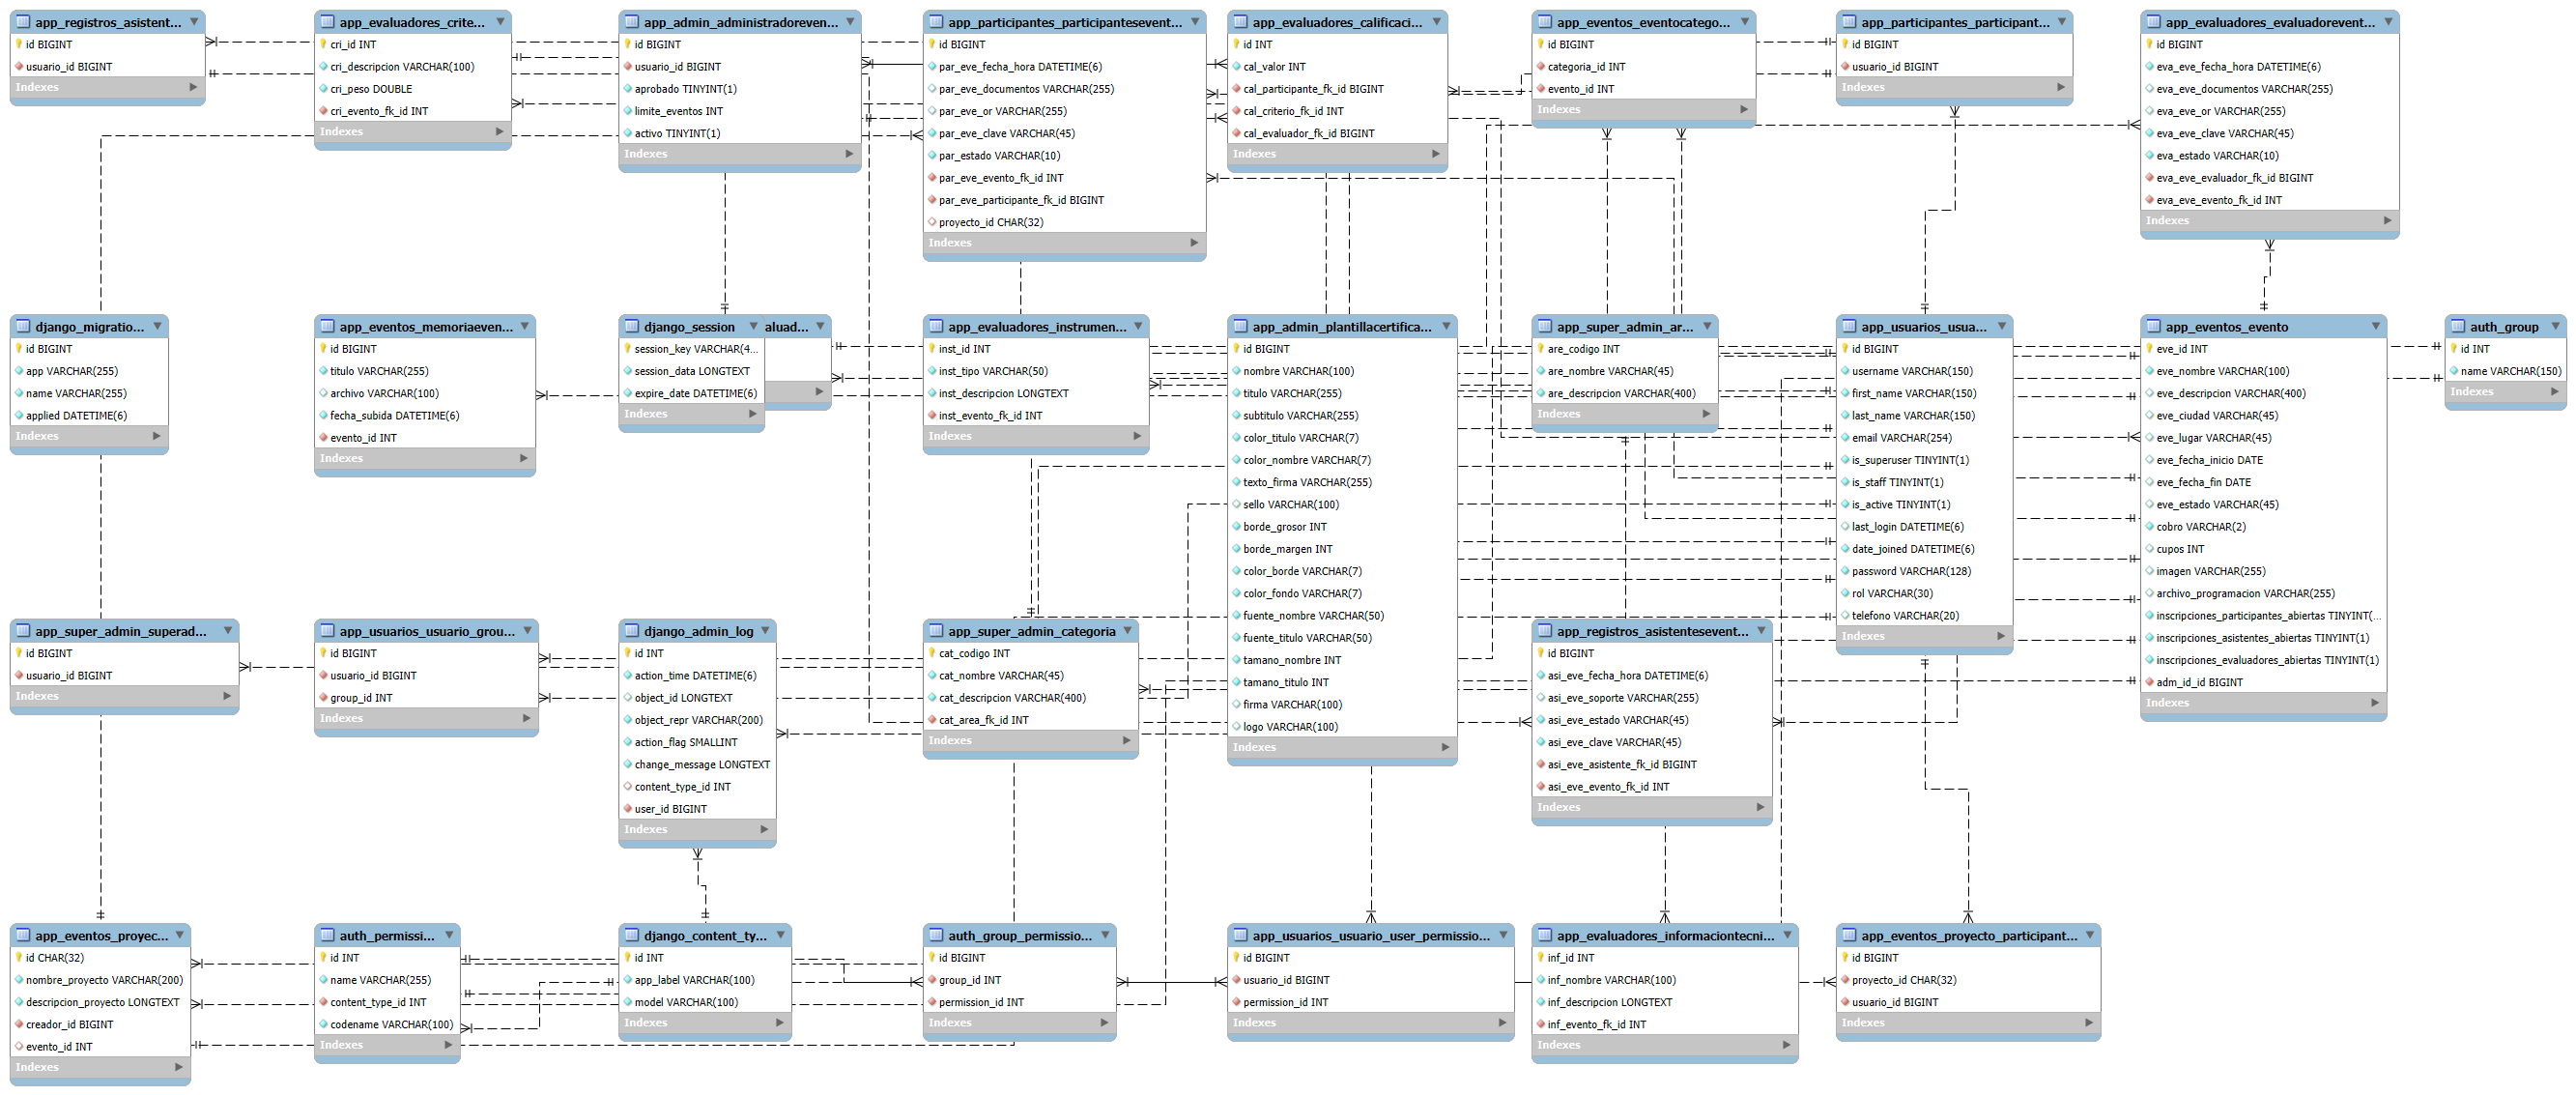 app_registros_asistent...
id BIGINT
usuario_id BIGINT
Indexes
app_evaluadores_crite...
cri_id INT
cri_descripcion VARCHAR(100)
cri_peso DOUBLE
cri_evento_fk_id INT
Indexes
app_admin_administradoreven...
id BIGINT
usuario_id BIGINT
aprobado TINYINT(1)
limite_eventos INT
activo TINYINT(1)
Indexes
app_participantes_participantesevent...
id BIGINT
par_eve_fecha_hora DATETIME(6)
par_eve_documentos VARCHAR(255)
par_eve_or VARCHAR(255)
par_eve_clave VARCHAR(45)
par_estado VARCHAR(10)
par_eve_evento_fk_id INT
par_eve_participante_fk_id BIGINT
proyecto_id CHAR(32)
Indexes
app_evaluadores_calificaci...
id INT
cal_valor INT
cal_participante_fk_id BIGINT
cal_criterio_fk_id INT
cal_evaluador_fk_id BIGINT
Indexes
app_eventos_eventocatego...
id BIGINT
categoria_id INT
evento_id INT
Indexes
app_participantes_participant...
id BIGINT
usuario_id BIGINT
Indexes
app_evaluadores_evaluadorevent...
id BIGINT
eva_eve_fecha_hora DATETIME(6)
eva_eve_documentos VARCHAR(255)
eva_eve_or VARCHAR(255)
eva_eve_clave VARCHAR(45)
eva_estado VARCHAR(10)
eva_eve_evaluador_fk_id BIGINT
eva_eve_evento_fk_id INT
Indexes
django_migratio...
id BIGINT
app VARCHAR(255)
name VARCHAR(255)
applied DATETIME(6)
Indexes
app_eventos_memoriaeven...
id BIGINT
titulo VARCHAR(255)
archivo VARCHAR(100)
fecha_subida DATETIME(6)
evento_id INT
Indexes
django_session
session_key VARCHAR(4...
session_data LONGTEXT
expire_date DATETIME(6)
Indexes
aluad...
app_evaluadores_instrumen...
inst_id INT
inst_tipo VARCHAR(50)
inst_descripcion LONGTEXT
inst_evento_fk_id INT
Indexes
app_admin_plantillacertifica...
id BIGINT
nombre VARCHAR(100)
titulo VARCHAR(255)
subtitulo VARCHAR(255)
color_titulo VARCHAR(7)
color_nombre VARCHAR(7)
texto_firma VARCHAR(255)
sello VARCHAR(100)
borde_grosor INT
borde_margen INT
color_borde VARCHAR(7)
color_fondo VARCHAR(7)
fuente_nombre VARCHAR(50)
fuente_titulo VARCHAR(50)
tamano_nombre INT
tamano_titulo INT
firma VARCHAR(100)
logo VARCHAR(100)
Indexes
app_super_admin_ar...
are_codigo INT
are_nombre VARCHAR(45)
are_descripcion VARCHAR(400)
Indexes
app_usuarios_usua...
id BIGINT
username VARCHAR(150)
first_name VARCHAR(150)
last_name VARCHAR(150)
email VARCHAR(254)
is_superuser TINYINT(1)
is_staff TINYINT(1)
is_active TINYINT(1)
last_login DATETIME(6)
date_joined DATETIME(6)
password VARCHAR(128)
rol VARCHAR(30)
telefono VARCHAR(20)
Indexes
app_eventos_evento
eve_id INT
eve_nombre VARCHAR(100)
eve_descripcion VARCHAR(400)
eve_ciudad VARCHAR(45)
eve_lugar VARCHAR(45)
eve_fecha_inicio DATE
eve_fecha_fin DATE
eve_estado VARCHAR(45)
cobro VARCHAR(2)
cupos INT
imagen VARCHAR(255)
archivo_programacion VARCHAR(255)
inscripciones_participantes_abiertas TINYINT(...
inscripciones_asistentes_abiertas TINYINT(1)
inscripciones_evaluadores_abiertas TINYINT(1)
adm_id_id BIGINT
Indexes
auth_group
id INT
name VARCHAR(150)
Indexes
app_super_admin_superad...
id BIGINT
usuario_id BIGINT
Indexes
app_usuarios_usuario_grou...
id BIGINT
usuario_id BIGINT
group_id INT
Indexes
django_admin_log
id INT
action_time DATETIME(6)
object_id LONGTEXT
object_repr VARCHAR(200)
action_flag SMALLINT
change_message LONGTEXT
content_type_id INT
user_id BIGINT
Indexes
app_super_admin_categoria
cat_codigo INT
cat_nombre VARCHAR(45)
cat_descripcion VARCHAR(400)
cat_area_fk_id INT
Indexes
app_registros_asistentesevent...
id BIGINT
asi_eve_fecha_hora DATETIME(6)
asi_eve_soporte VARCHAR(255)
asi_eve_estado VARCHAR(45)
asi_eve_clave VARCHAR(45)
asi_eve_asistente_fk_id BIGINT
asi_eve_evento_fk_id INT
Indexes
app_eventos_proyec...
id CHAR(32)
nombre_proyecto VARCHAR(200)
descripcion_proyecto LONGTEXT
creador_id BIGINT
evento_id INT
Indexes
auth_permissi...
id INT
name VARCHAR(255)
content_type_id INT
codename VARCHAR(100)
Indexes
django_content_ty...
id INT
app_label VARCHAR(100)
model VARCHAR(100)
Indexes
auth_group_permissio...
id BIGINT
group_id INT
permission_id INT
Indexes
app_usuarios_usuario_user_permissio...
id BIGINT
usuario_id BIGINT
permission_id INT
Indexes
app_evaluadores_informaciontecni...
inf_id INT
inf_nombre VARCHAR(100)
inf_descripcion LONGTEXT
inf_evento_fk_id INT
Indexes
app_eventos_proyecto_participant...
id BIGINT
proyecto_id CHAR(32)
usuario_id BIGINT
Indexes